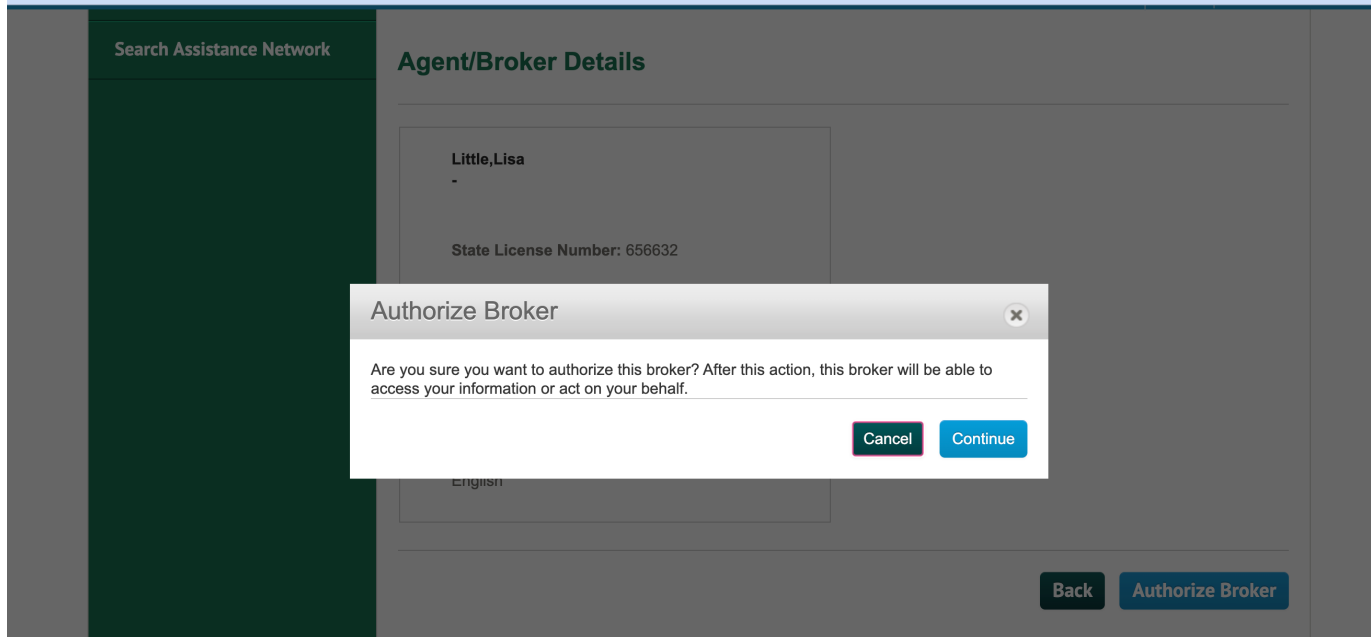 Search Assistance Network
Agent/Broker Details
Little,Lisa
-
State License Number: 656632
Authorize Broker
Are you sure you want to authorize this broker? After this action, this broker will be able to
access your information or act on your behalf.
Cancel Continue
English
Back Authorize Broker